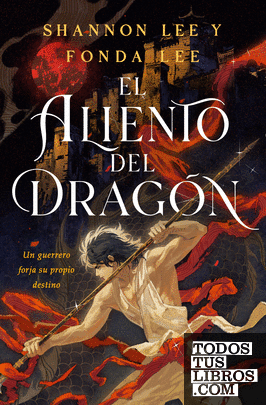 SHANNON LEE Y
FONDA LEE
EL
ALIENTO
DEL
DRAGÓN
Un guerrero
forja su propio
destino
TODOS
TUS
LIBROS
.COM